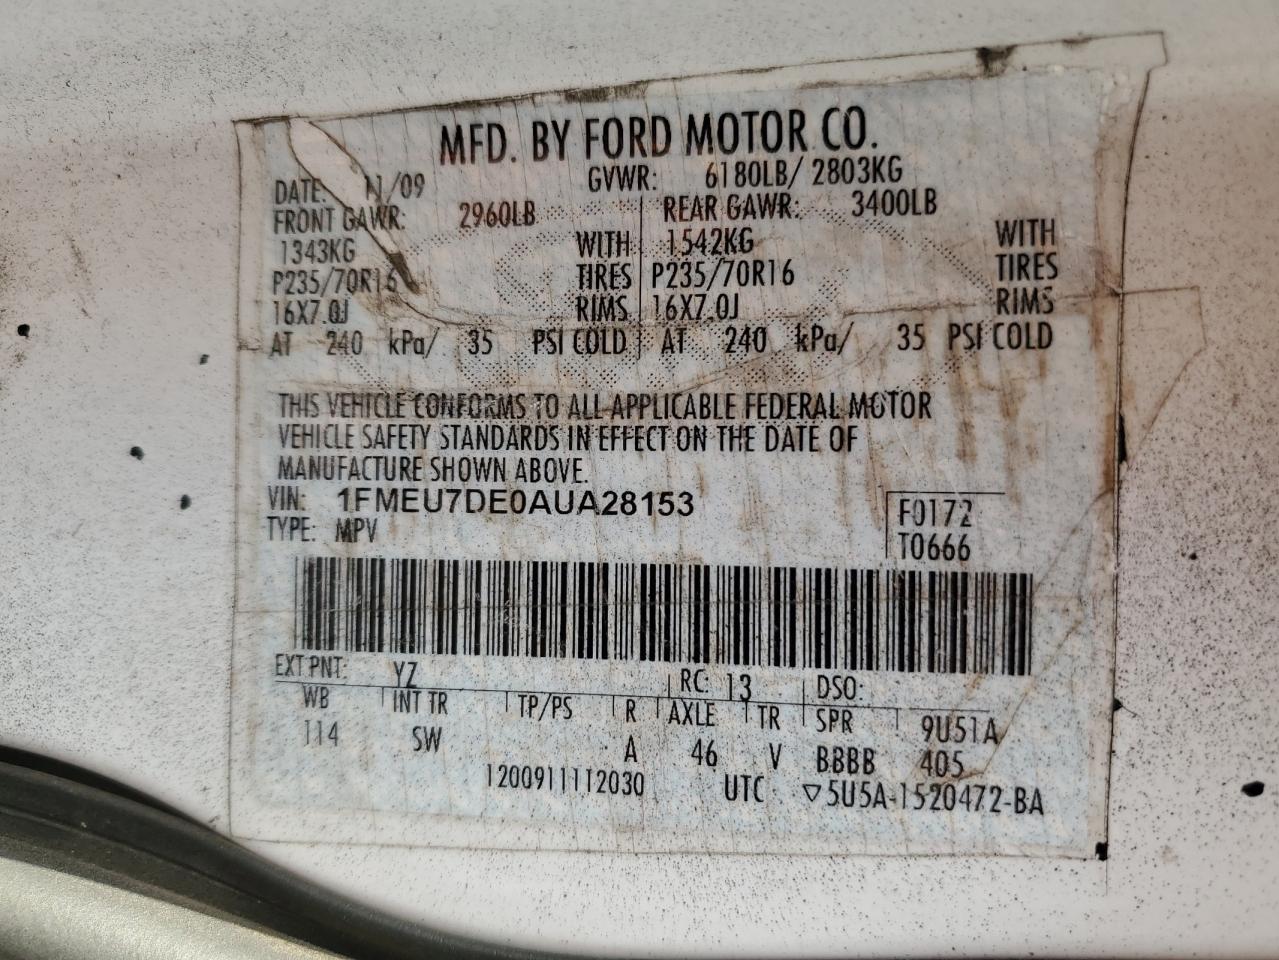 MFD. BY FORD MOTOR CO.
DATE: 11/09 GVWR: 6180LB/ 2803KG
FRONT GAWR: 2960LB REAR GAWR: 3400LB
1343KG WITH 1542KG WITH
P235/70R16 TIRES P235/70R16 TIRES
16X7.0J RIMS 16X7.0J RIMS
AT 240 kPa/ 35 PSI COLD AT 240 kPa/ 35 PSI COLD
THIS VEHICLE CONFORMS TO ALL APPLICABLE FEDERAL MOTOR
VEHICLE SAFETY STANDARDS IN EFFECT ON THE DATE OF
MANUFACTURE SHOWN ABOVE.
VIN: 1FMEU7DE0AUA28153 F0172
TYPE: MPV T0666
EXT PNT: YZ RC: 13 DSO:
WB INT TR TP/PS R AXLE TR SPR 9U51A
114 SW A 46 V BBBB 405
1200911112030 UTC ▽5U5A-1520472-BA